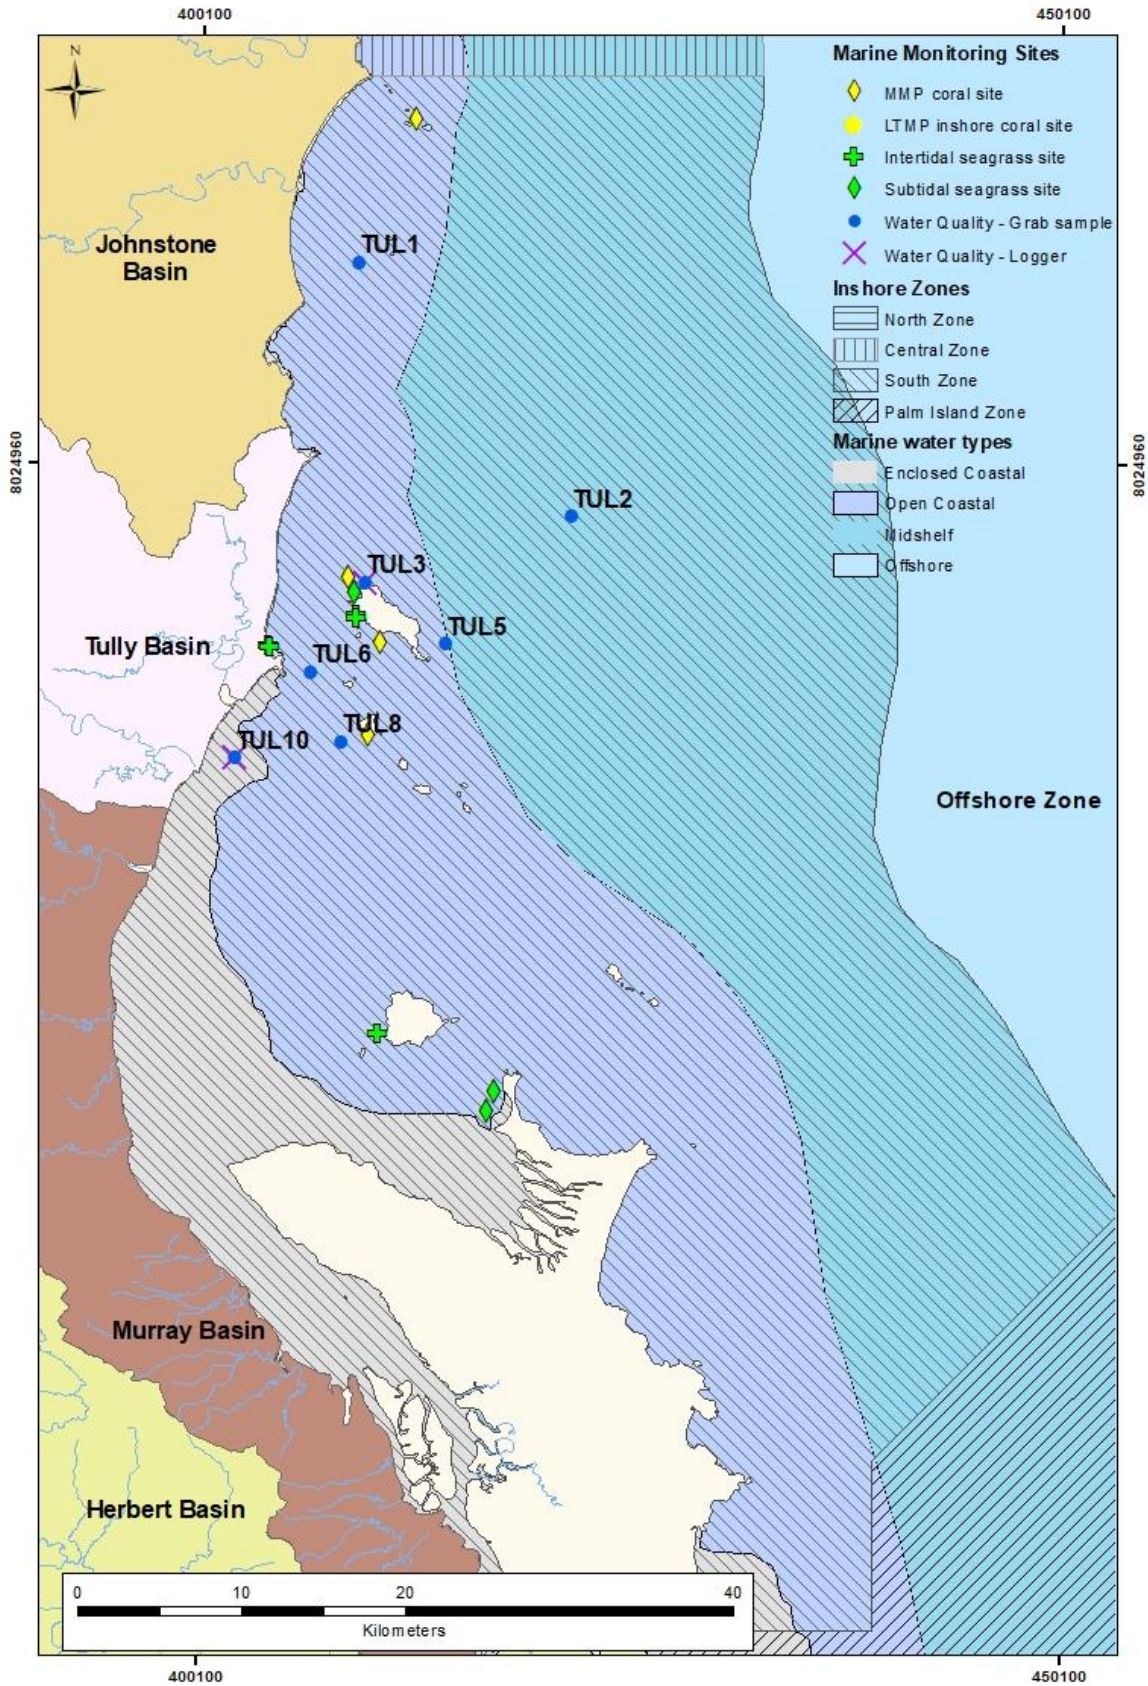 400100
450100
N
Marine Monitoring Sites
MMP coral site
LTMP inshore coral site
Intertidal seagrass site
Subtidal seagrass site
Water Quality - Grab sample
Water Quality - Logger
Inshore Zones
North Zone
Central Zone
South Zone
Palm Island Zone
Marine water types
Enclosed Coastal
Open Coastal
Midshelf
Offshore
Johnstone
Basin
TUL1
8024960
8024960
TUL2
TUL3
TUL5
Tully Basin
TUL6
TUL8
TUL10
Offshore Zone
Murray Basin
Herbert Basin
0
10
20
40
Kilometers
400100
450100